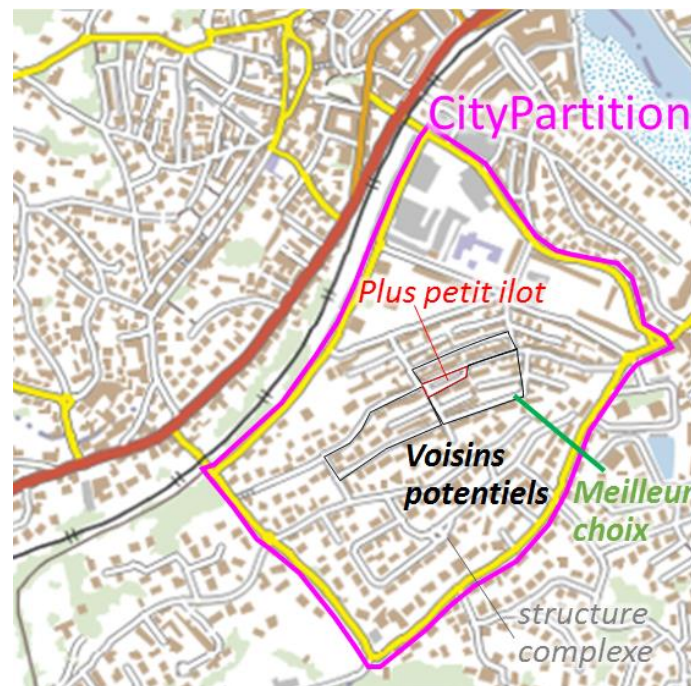 CityPartition
Plus petit ilot
Voisins
potentiels
Meilleur
choix
structure
complexe